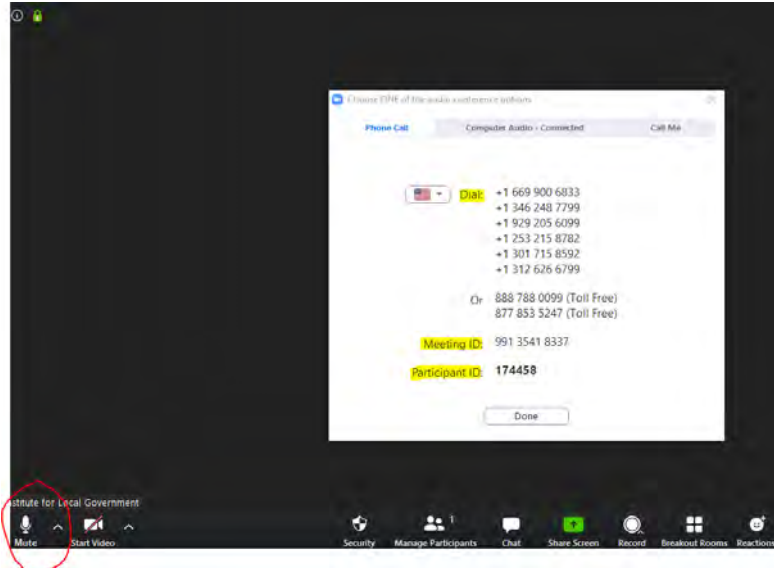 Choose ONE of the audio conference options
Phone Call Computer Audio - Connected Call Me
Dial: +1 669 900 6833
+1 346 248 7799
+1 929 205 6099
+1 253 215 8782
+1 301 715 8592
+1 312 626 6799
Or 888 788 0099 (Toll Free)
877 853 5247 (Toll Free)
Meeting ID: 991 3541 8337
Participant ID: 174458
Done
stitute for Local Government
Mute Start Video Security Manage Participants 1 Chat Share Screen Record Breakout Rooms Reactions